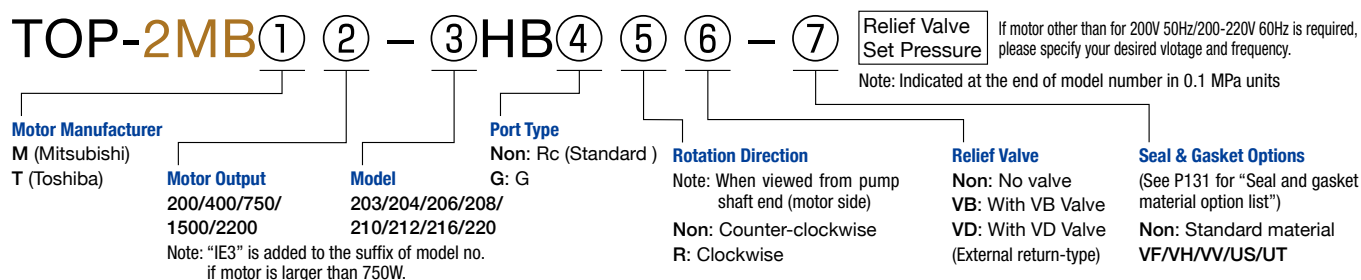 TOP-2MB① ② - ③HB④ ⑤ ⑥ - ⑦
Relief Valve
Set Pressure
If motor other than for 200V 50Hz/200-220V 60Hz is required,
please specify your desired vlotage and frequency.
Note: Indicated at the end of model number in 0.1 MPa units
Motor Manufacturer
M (Mitsubishi)
T (Toshiba)
Motor Output
200/400/750/
1500/2200
Note: "IE3" is added to the suffix of model no.
if motor is larger than 750W.
Model
203/204/206/208/
210/212/216/220
Port Type
Non: Rc (Standard )
G: G
Rotation Direction
Note: When viewed from pump
shaft end (motor side)
Non: Counter-clockwise
R: Clockwise
Relief Valve
Non: No valve
VB: With VB Valve
VD: With VD Valve
(External return-type)
Seal & Gasket Options
(See P131 for "Seal and gasket
material option list")
Non: Standard material
VF/VH/VV/US/UT